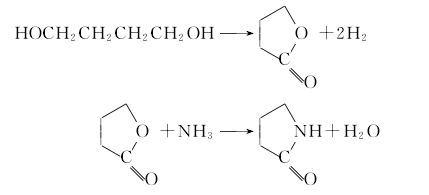 HOCH₂CH₂CH₂CH₂OH ⟶ O C O +2H₂
O C O +NH₃ ⟶ NH C O +H₂O